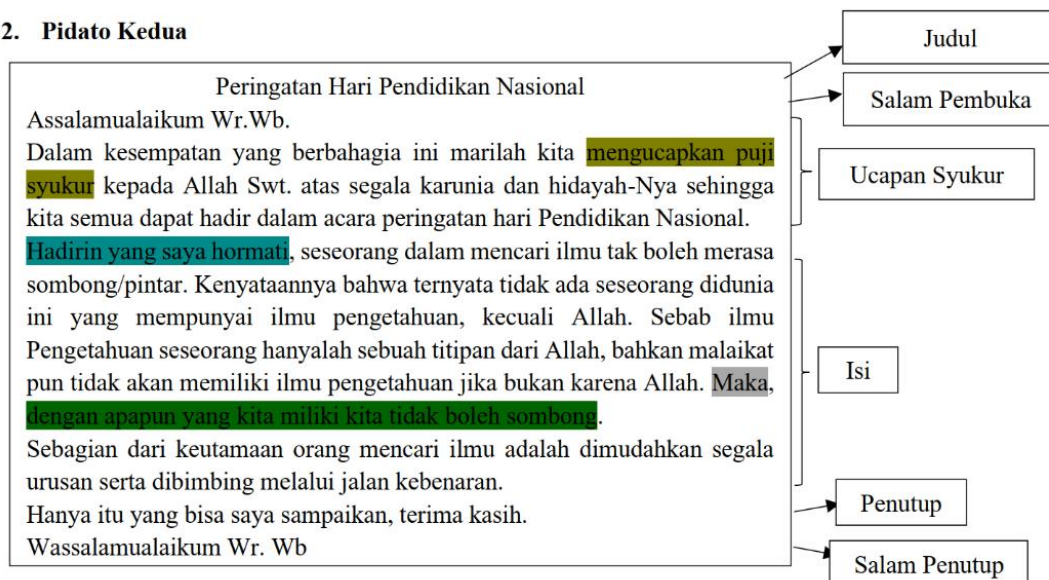 2. Pidato Kedua
Judul
Peringatan Hari Pendidikan Nasional
Salam Pembuka
Assalamualaikum Wr.Wb.
Dalam kesempatan yang berbahagia ini marilah kita mengucapkan puji
syukur kepada Allah Swt. atas segala karunia dan hidayah-Nya sehingga
kita semua dapat hadir dalam acara peringatan hari Pendidikan Nasional.
Ucapan Syukur
Hadirin yang saya hormati, seseorang dalam mencari ilmu tak boleh merasa
sombong/pintar. Kenyataannya bahwa ternyata tidak ada seseorang didunia
ini yang mempunyai ilmu pengetahuan, kecuali Allah. Sebab ilmu
Pengetahuan seseorang hanyalah sebuah titipan dari Allah, bahkan malaikat
pun tidak akan memiliki ilmu pengetahuan jika bukan karena Allah. Maka,
dengan apapun yang kita miliki kita tidak boleh sombong.
Sebagian dari keutamaan orang mencari ilmu adalah dimudahkan segala
urusan serta dibimbing melalui jalan kebenaran.
Isi
Hanya itu yang bisa saya sampaikan, terima kasih.
Penutup
Wassalamualaikum Wr. Wb
Salam Penutup